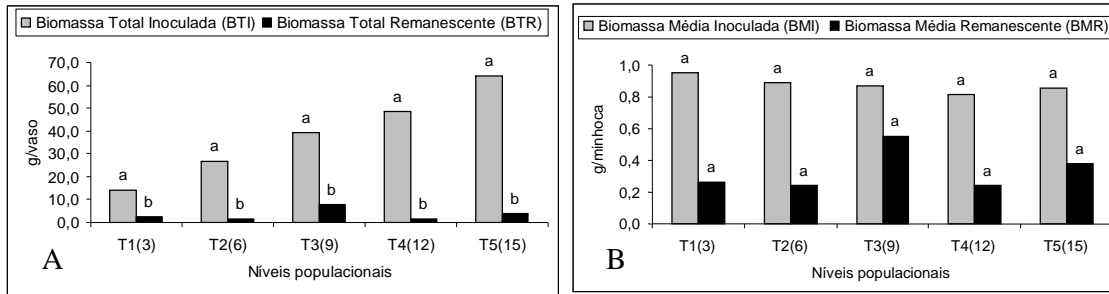 Biomassa Total Inoculada (BTI) Biomassa Total Remanescente (BTR)
70,0
60,0
50,0
40,0
30,0
20,0
10,0
0,0
g/vaso
a b a b a b a b a b
T1(3) T2(6) T3(9) T4(12) T5(15)
Níveis populacionais
A
Biomassa Média Inoculada (BMI) Biomassa Média Remanescente (BMR)
1,0
0,8
0,6
0,4
0,2
0,0
g/minhoca
a a a a a a a a a a
T1(3) T2(6) T3(9) T4(12) T5(15)
Níveis populacionais
B